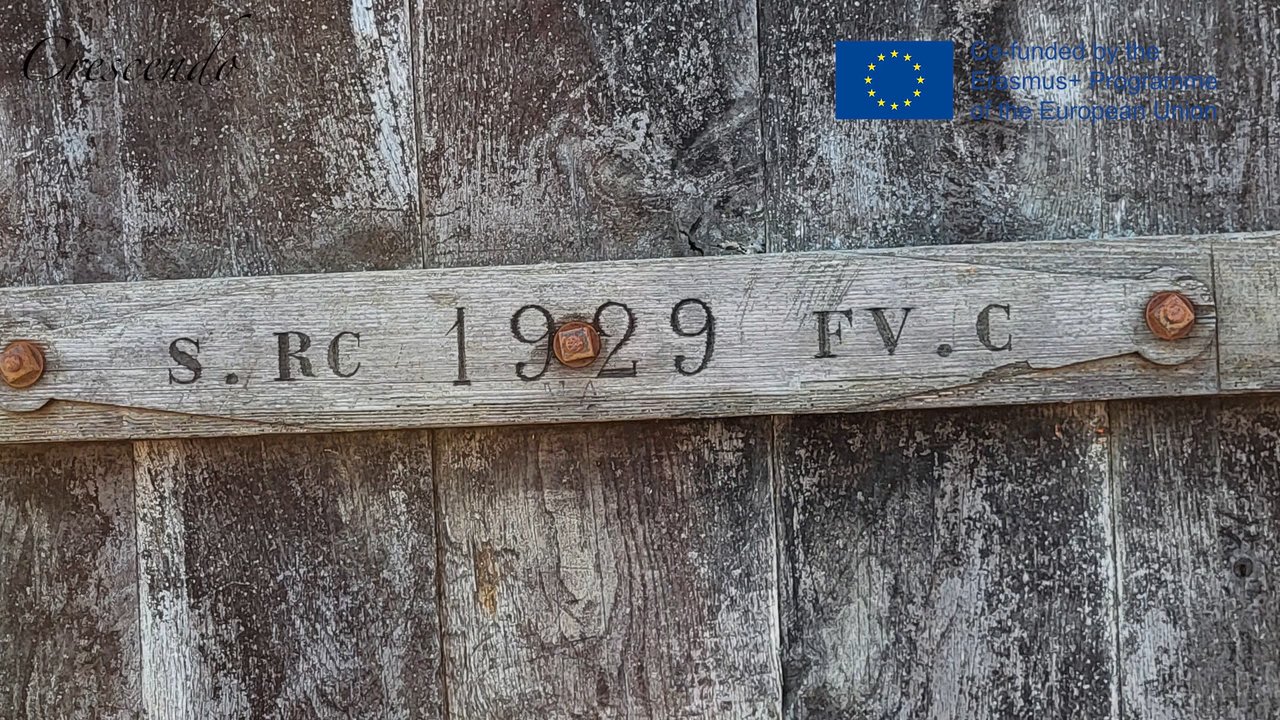 Crescendo
Co-funded by the
Erasmus+ Programme
of the European Union
S. RC 1929 FV. C